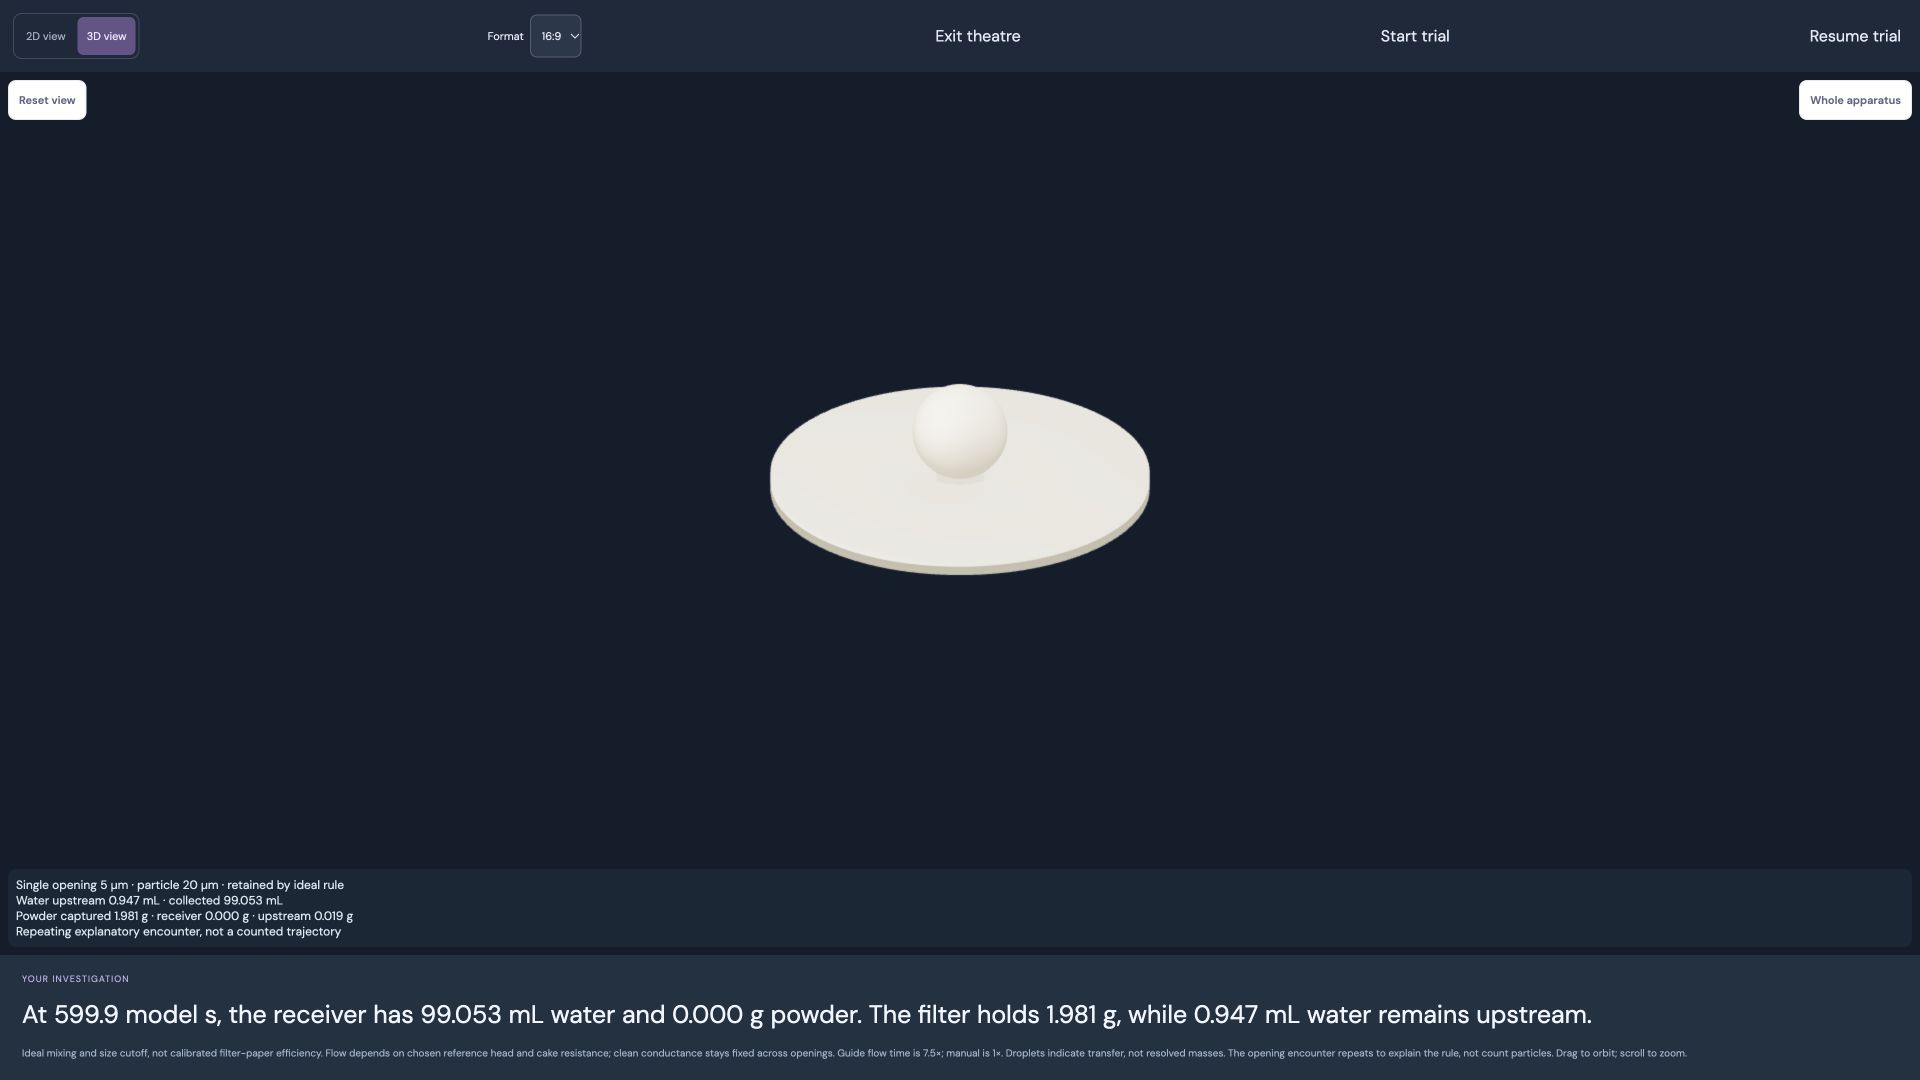 2D view
3D view
Format
16:9
Exit theatre
Start trial
Resume trial
Reset view
Whole apparatus
Single opening 5 µm · particle 20 µm · retained by ideal rule
Water upstream 0.947 mL · collected 99.053 mL
Powder captured 1.981 g · receiver 0.000 g · upstream 0.019 g
Repeating explanatory encounter, not a counted trajectory
YOUR INVESTIGATION
At 599.9 model s, the receiver has 99.053 mL water and 0.000 g powder. The filter holds 1.981 g, while 0.947 mL water remains upstream.
Ideal mixing and size cutoff, not calibrated filter-paper efficiency. Flow depends on chosen reference head and cake resistance; clean conductance stays fixed across openings. Guide flow time is 7.5×; manual is 1×. Droplets indicate transfer, not resolved masses. The opening encounter repeats to explain the rule, not count particles. Drag to orbit; scroll to zoom.